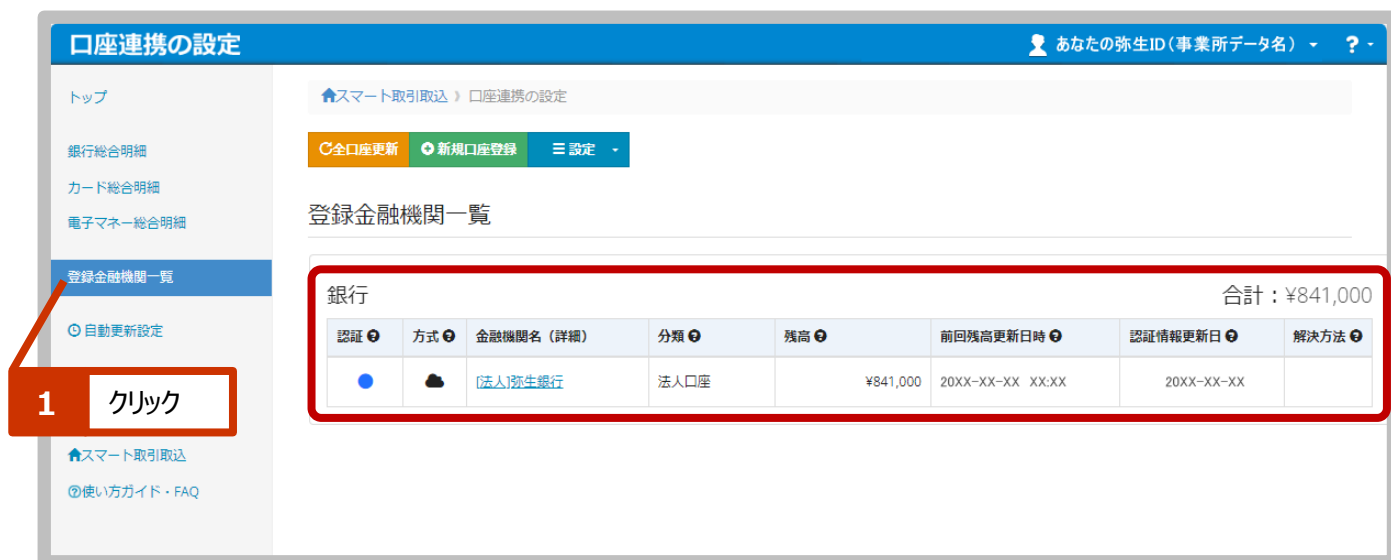 口座連携の設定
あなたの弥生ID(事業所データ名) ?
トップ
銀行総合明細
カード総合明細
電子マネー総合明細
登録金融機関一覧
自動更新設定
1 クリック
スマート取引取込
使い方ガイド・FAQ
スマート取引取込 》 口座連携の設定
全口座更新 新規口座登録 設定
登録金融機関一覧
銀行 合計:¥841,000
認証 方式 金融機関名(詳細) 分類 残高 前回残高更新日時 認証情報更新日 解決方法
[法人]弥生銀行 法人口座 ¥841,000 20XX-XX-XX XX:XX 20XX-XX-XX